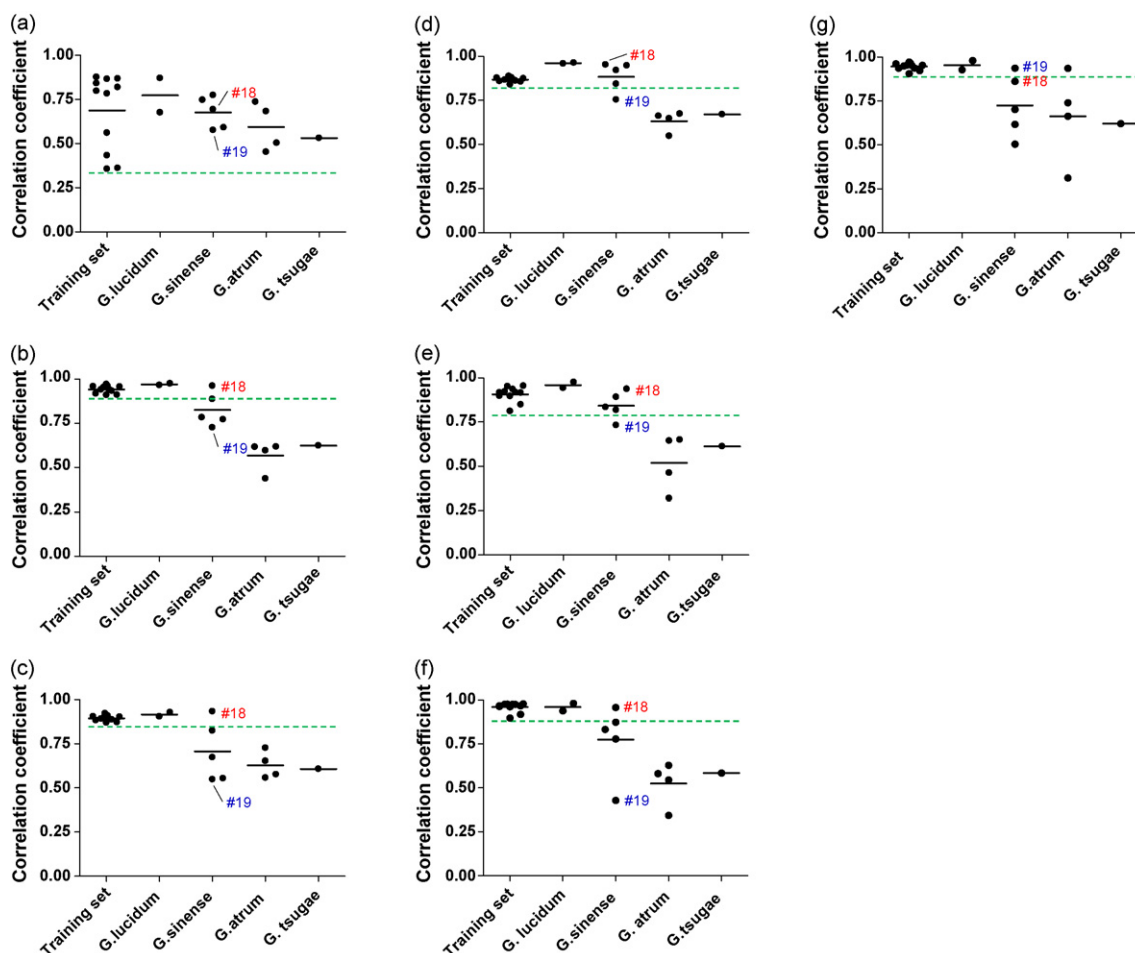 (a)
Correlation coefficient
1.00
0.75
0.50
0.25
0.00
#18
#19
Training set
G.lucidum
G.sinense
G.atrum
G. tsugae
(d)
Correlation coefficient
1.00
0.75
0.50
0.25
0.00
#18
#19
Training set
G. lucidum
G.sinense
G. atrum
G.tsugae
(g)
Correlation coefficient
1.00
0.75
0.50
0.25
0.00
#19
#18
Training set
G. lucidum
G. sinense
G.atrum
G. tsugae
(b)
Correlation coefficient
1.00
0.75
0.50
0.25
0.00
#18
#19
Training set
G.lucidum
G.sinense
G.atrum
G. tsugae
(e)
Correlation coefficient
1.00
0.75
0.50
0.25
0.00
#18
#19
Training set
G. lucidum
G.sinense
G. atrum
G.tsugae
(c)
Correlation coefficient
1.00
0.75
0.50
0.25
0.00
#18
#19
Training set
G.lucidum
G.sinense
G.atrum
G. tsugae
(f)
Correlation coefficient
1.00
0.75
0.50
0.25
0.00
#18
#19
Training set
G. lucidum
G.sinense
G. atrum
G.tsugae